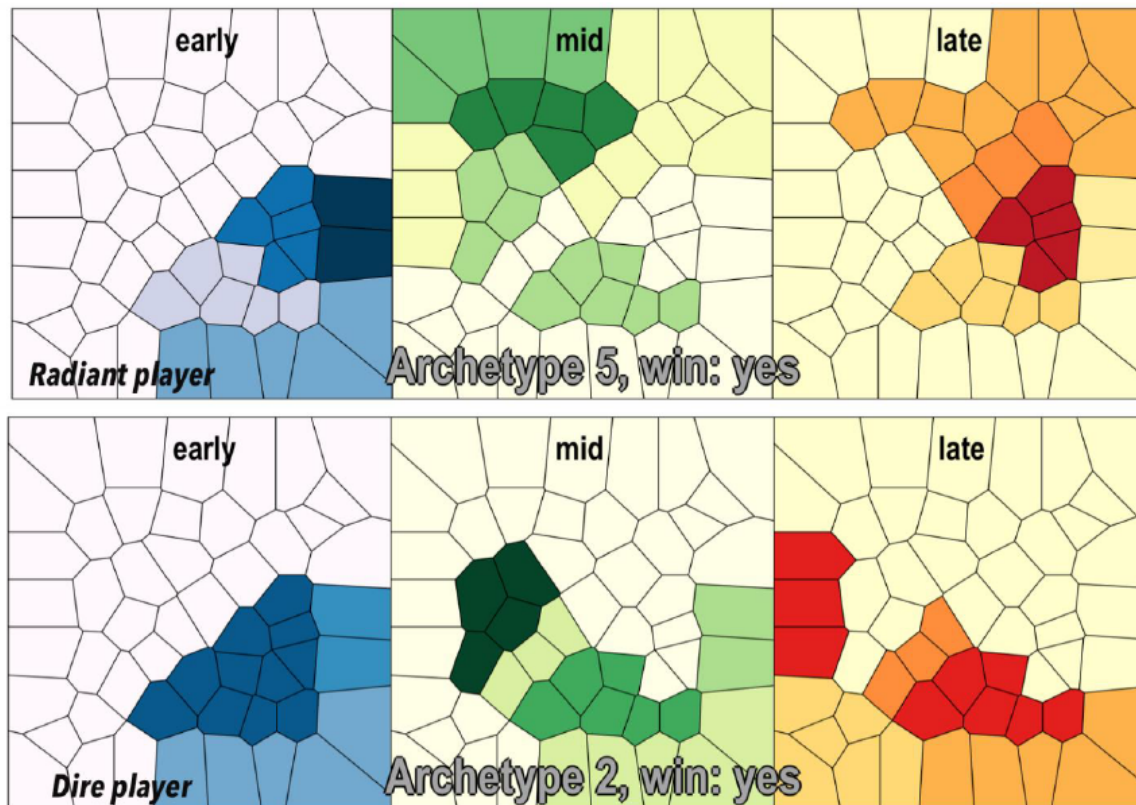 early mid late
Radiant player Archetype 5, win: yes
early mid late
Dire player Archetype 2, win: yes